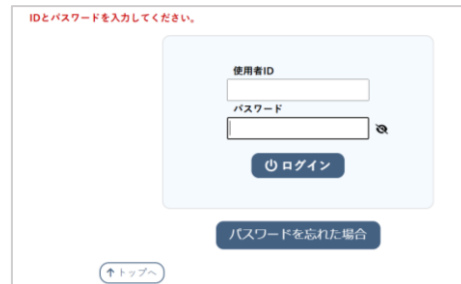 IDとパスワードを入力してください。
使用者ID
パスワード
ログイン
パスワードを忘れた場合
トップへ